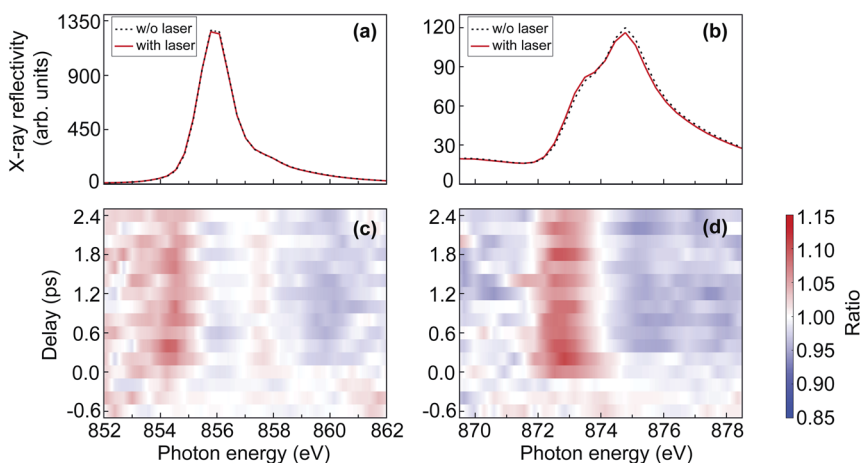 X-ray reflectivity
(arb. units)
1350
900
450
0
w/o laser
with laser
(a)
120
90
60
30
0
w/o laser
with laser
(b)
Delay (ps)
2.4
1.8
1.2
0.6
0.0
-0.6
(c)
852 854 856 858 860 862
Photon energy (eV)
2.4
1.8
1.2
0.6
0.0
-0.6
(d)
870 872 874 876 878
Photon energy (eV)
1.15
1.10
1.05
1.00
0.95
0.90
0.85
Ratio